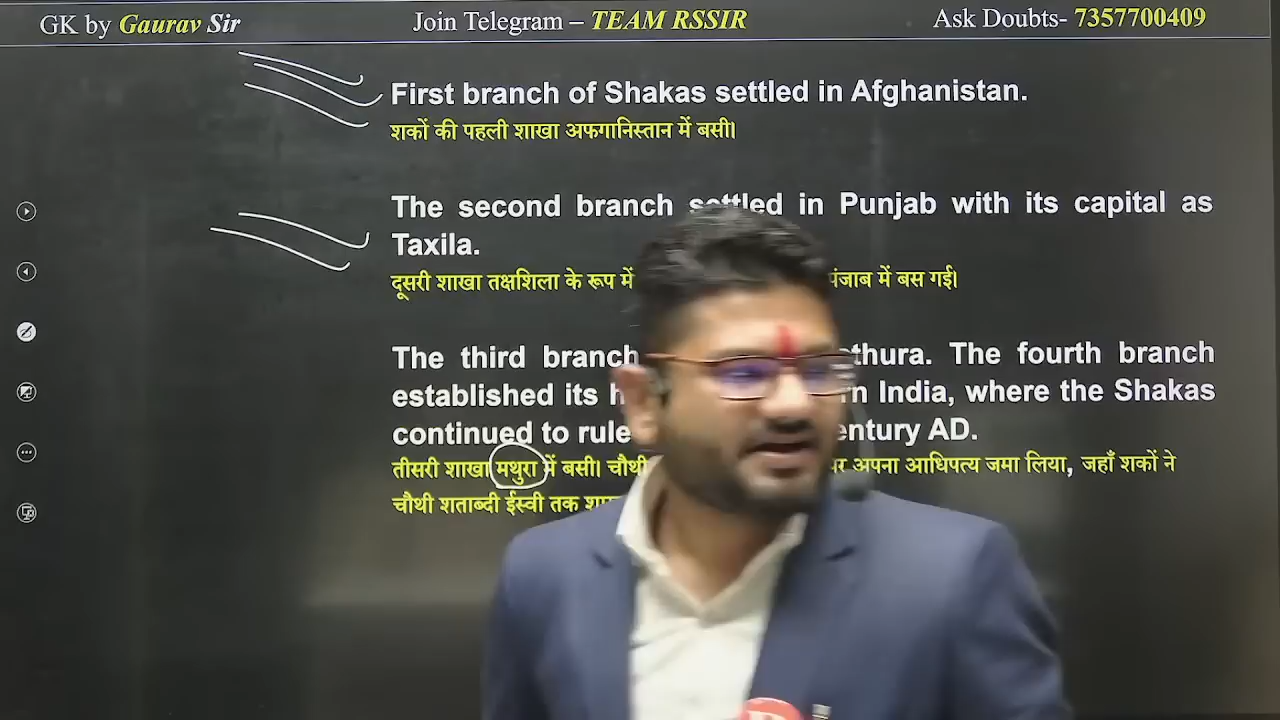 GK by Gaurav Sir
Join Telegram – TEAM RSSIR
Ask Doubts- 7357700409
First branch of Shakas settled in Afghanistan.
शकों की पहली शाखा अफगानिस्तान में बसी।
The second branch settled in Punjab with its capital as
Taxila.
दूसरी शाखा तक्षशिला के रूप में पंजाब में बस गई।
The third branch thura. The fourth branch
established its India, where the Shakas
continued to rule entury AD.
तीसरी शाखा मथुरा में बसी। चौथी अपना आधिपत्य जमा लिया, जहाँ शकों ने
चौथी शताब्दी ईस्वी तक